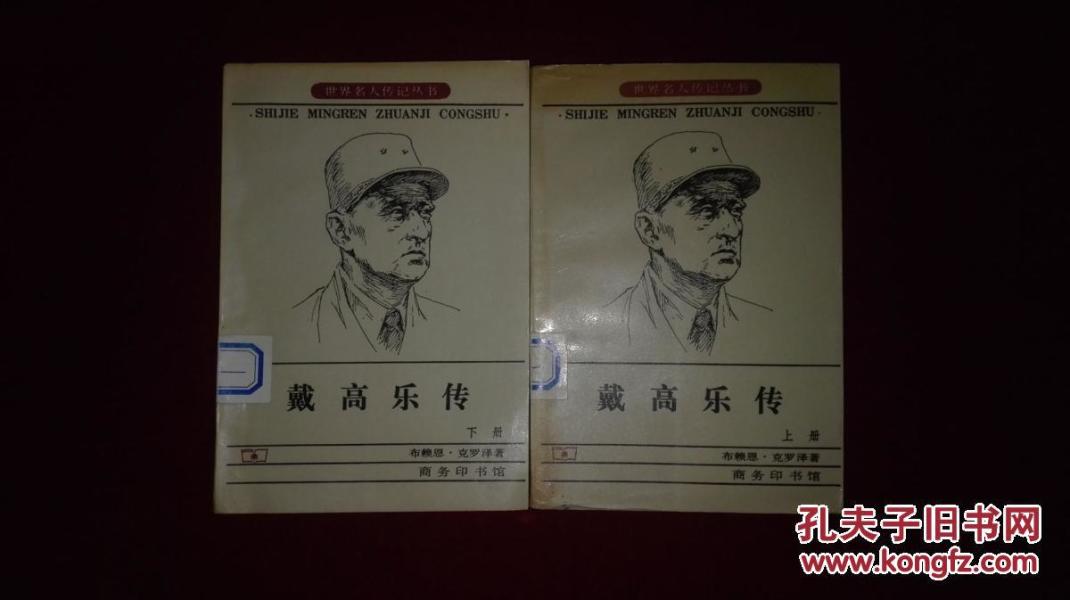 世界名人传记丛书
·SHIJIE MINGREN ZHUANJI CONGSHU·
戴高乐传
下册
布赖恩·克罗泽著
商务印书馆
世界名人传记丛书
·SHIJIE MINGREN ZHUANJI CONGSHU·
戴高乐传
上册
布赖恩·克罗泽著
商务印书馆
孔夫子旧书网
www.kongfz.com